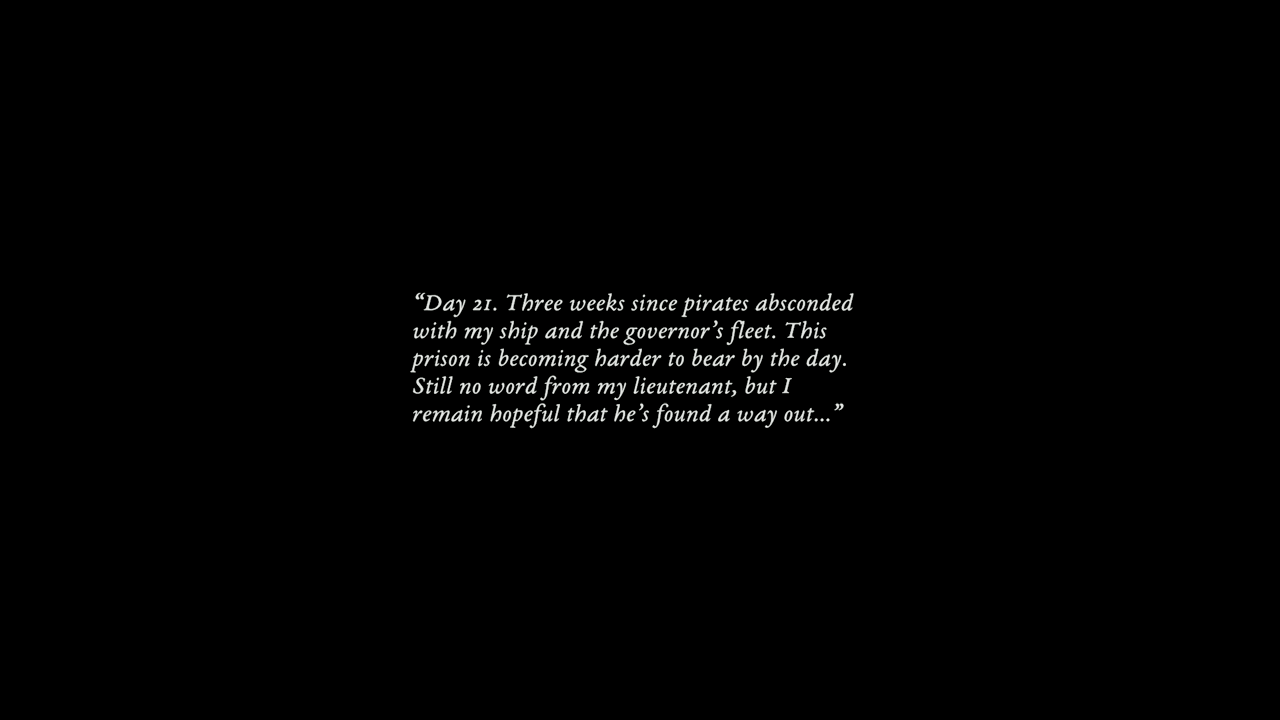 “Day 21. Three weeks since pirates absconded
with my ship and the governor’s fleet. This
prison is becoming harder to bear by the day.
Still no word from my lieutenant, but I
remain hopeful that he’s found a way out...”